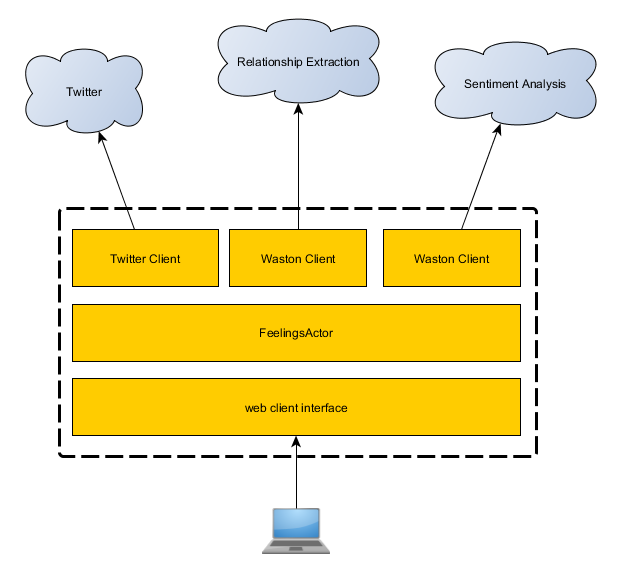 Relationship Extraction
Twitter
Sentiment Analysis
Twitter Client
Waston Client
Waston Client
FeelingsActor
web client interface